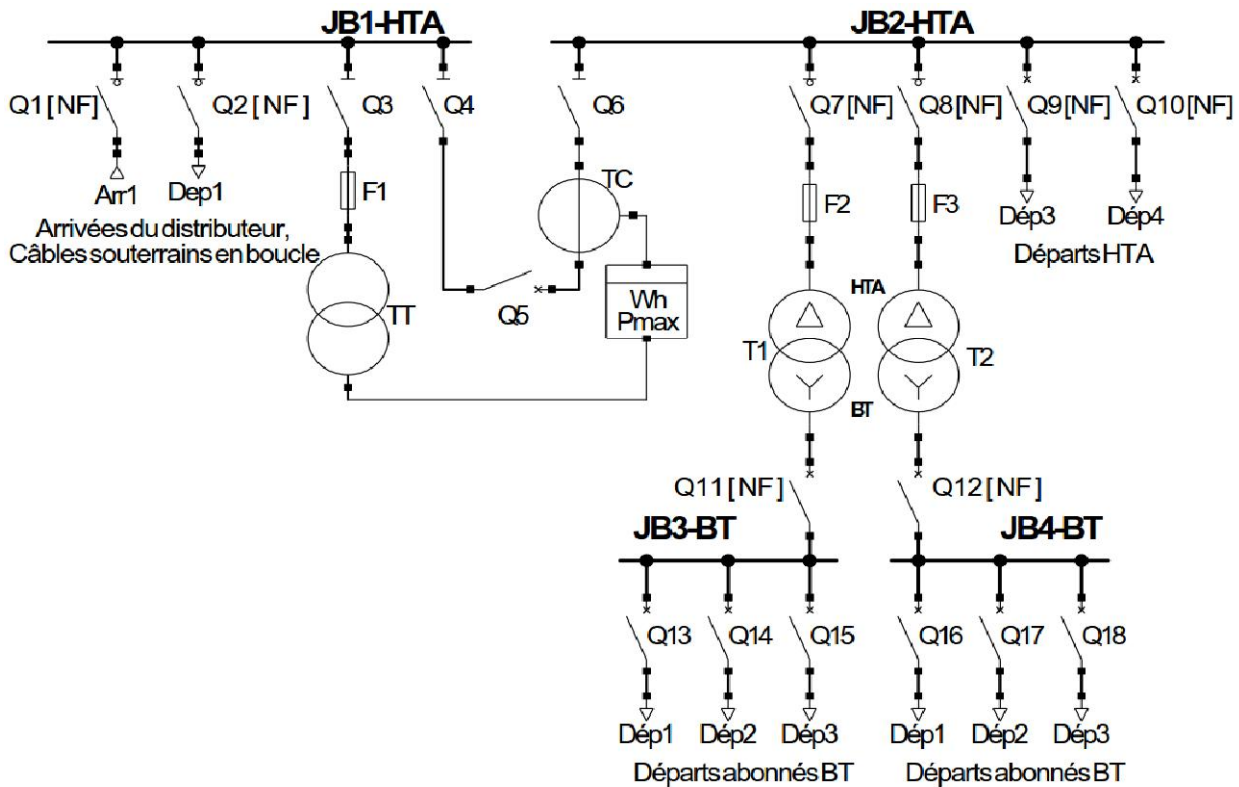 JB1-HTA
JB2-HTA
Q1 [NF]
Q2 [NF]
Q3
Q4
Q6
Q7[NF]
Q8[NF]
Q9[NF]
Q10[NF]
Arr1
Dep1
F1
TC
F2
F3
Dép3
Dép4
Arrivées du distributeur,
Câbles souterrains en boucle
Départs HTA
TT
Q5
Wh
Pmax
HTA
T1
T2
BT
Q11 [NF]
Q12 [NF]
JB3-BT
JB4-BT
Q13
Q14
Q15
Q16
Q17
Q18
Dép1
Dép2
Dép3
Dép1
Dép2
Dép3
Départs abonnés BT
Départs abonnés BT